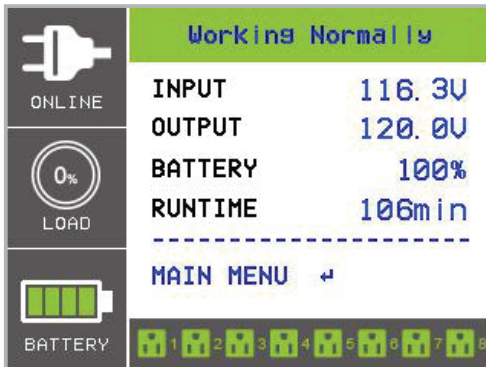 Working Normally
ONLINE
INPUT 116.3V
OUTPUT 120.0V
0%
LOAD
BATTERY 100%
RUNTIME 106min
MAIN MENU ↵
BATTERY
1 2 3 4 5 6 7 8